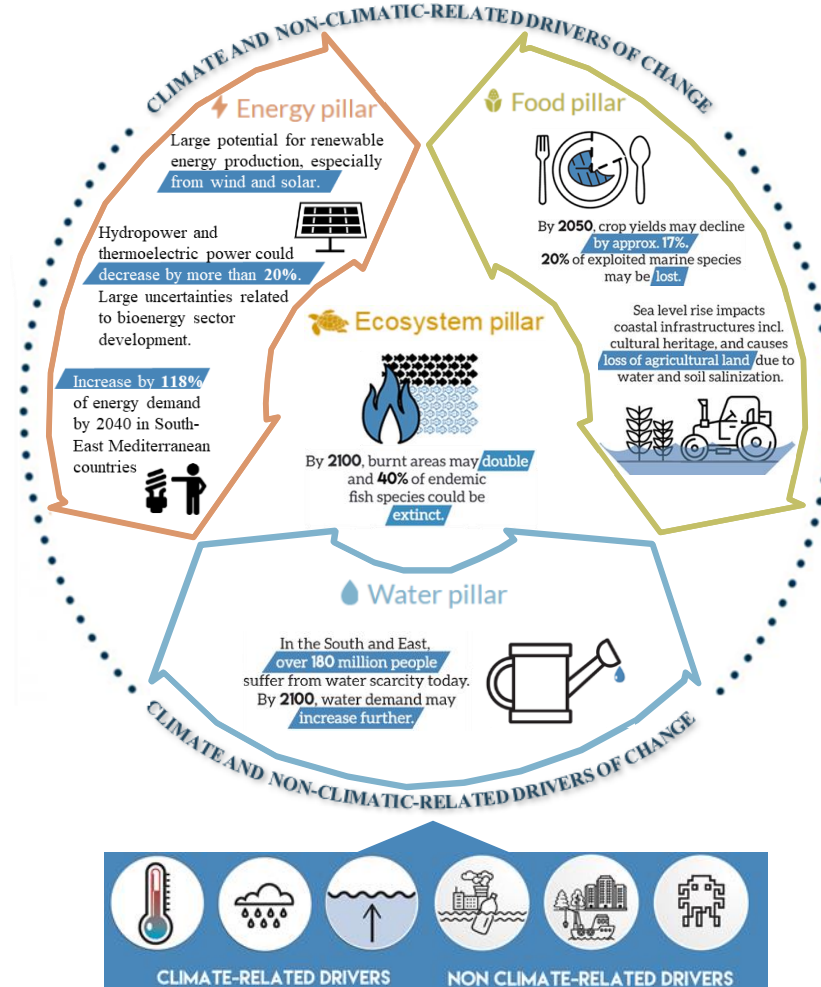 CLIMATE AND NON-CLIMATIC-RELATED DRIVERS OF CHANGE
Energy pillar
Large potential for renewable
energy production, especially
from wind and solar.
Hydropower and
thermoelectric power could
decrease by more than 20%.
Large uncertainties related
to bioenergy sector
development.
Increase by 118%
of energy demand
by 2040 in South-
East Mediterranean
countries
Food pillar
By 2050, crop yields may decline
by approx. 17%.
20% of exploited marine species
may be lost.
Sea level rise impacts
coastal infrastructures incl.
cultural heritage, and causes
loss of agricultural land due to
water and soil salinization.
Ecosystem pillar
By 2100, burnt areas may double
and 40% of endemic
fish species could be
extinct.
Water pillar
In the South and East,
over 180 million people
suffer from water scarcity today.
By 2100, water demand may
increase further.
CLIMATE AND NON-CLIMATIC-RELATED DRIVERS OF CHANGE
CLIMATE-RELATED DRIVERS
NON CLIMATE-RELATED DRIVERS